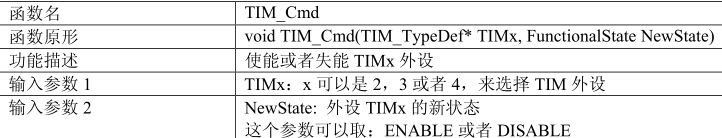 函数名 TIM_Cmd
函数原形 void TIM_Cmd(TIM_TypeDef* TIMx, FunctionalState NewState)
功能描述 使能或者失能 TIMx 外设
输入参数 1 TIMx：x 可以是 2，3 或者 4，来选择 TIM 外设
输入参数 2 NewState: 外设 TIMx 的新状态
这个参数可以取：ENABLE 或者 DISABLE